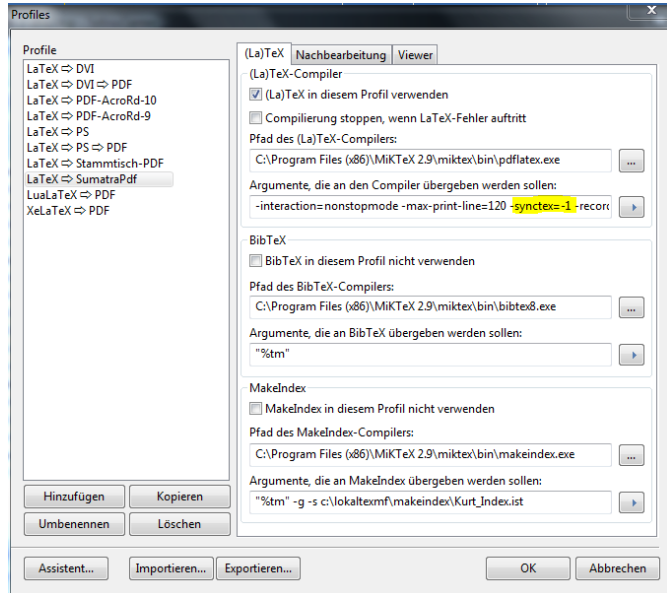 Profiles
x
Profile
LaTeX ⇨ DVI
LaTeX ⇨ DVI ⇨ PDF
LaTeX ⇨ PDF-AcroRd-10
LaTeX ⇨ PDF-AcroRd-9
LaTeX ⇨ PS
LaTeX ⇨ PS ⇨ PDF
LaTeX ⇨ Stammtisch-PDF
LaTeX ⇨ SumatraPdf
LuaLaTeX ⇨ PDF
XeLaTeX ⇨ PDF
Hinzufügen Kopieren
Umbenennen Löschen
(La)TeX Nachbearbeitung Viewer
(La)TeX-Compiler
(La)TeX in diesem Profil verwenden
Compilierung stoppen, wenn LaTeX-Fehler auftritt
Pfad des (La)TeX-Compilers:
C:\Program Files (x86)\MiKTeX 2.9\miktex\bin\pdflatex.exe ...
Argumente, die an den Compiler übergeben werden sollen:
-interaction=nonstopmode -max-print-line=120 -synctex=-1 -recor
BibTeX
BibTeX in diesem Profil nicht verwenden
Pfad des BibTeX-Compilers:
C:\Program Files (x86)\MiKTeX 2.9\miktex\bin\bibtex8.exe ...
Argumente, die an BibTeX übergeben werden sollen:
"%tm"
MakeIndex
MakeIndex in diesem Profil nicht verwenden
Pfad des MakeIndex-Compilers:
C:\Program Files (x86)\MiKTeX 2.9\miktex\bin\makeindex.exe ...
Argumente, die an MakeIndex übergeben werden sollen:
"%tm" -g -s c:\lokaltexmf\makeindex\Kurt_Index.ist
Assistent... Importieren... Exportieren... OK Abbrechen